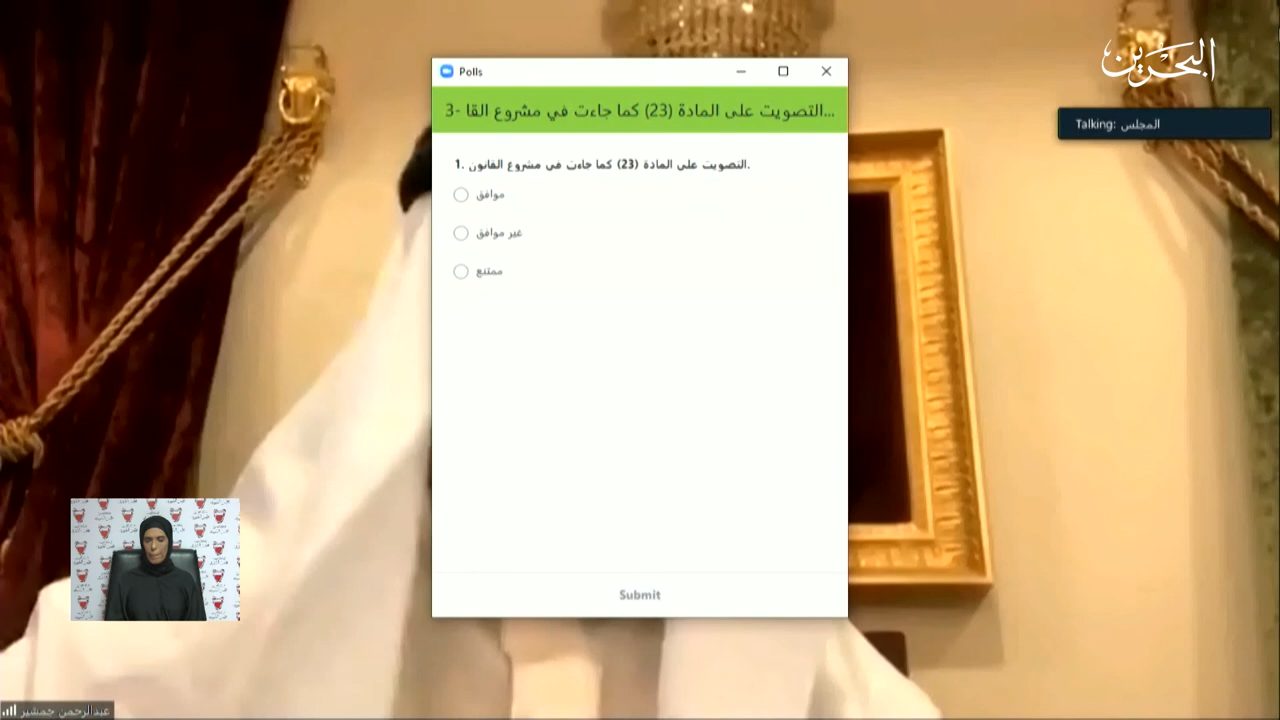 البحرين
Polls
3- التصويت على المادة (23) كما جاءت في مشروع القا...
Talking: المجلس
1. التصويت على المادة (23) كما جاءت في مشروع القانون.
موافق
غير موافق
ممتنع
Submit
عبدالرحمن جمشير